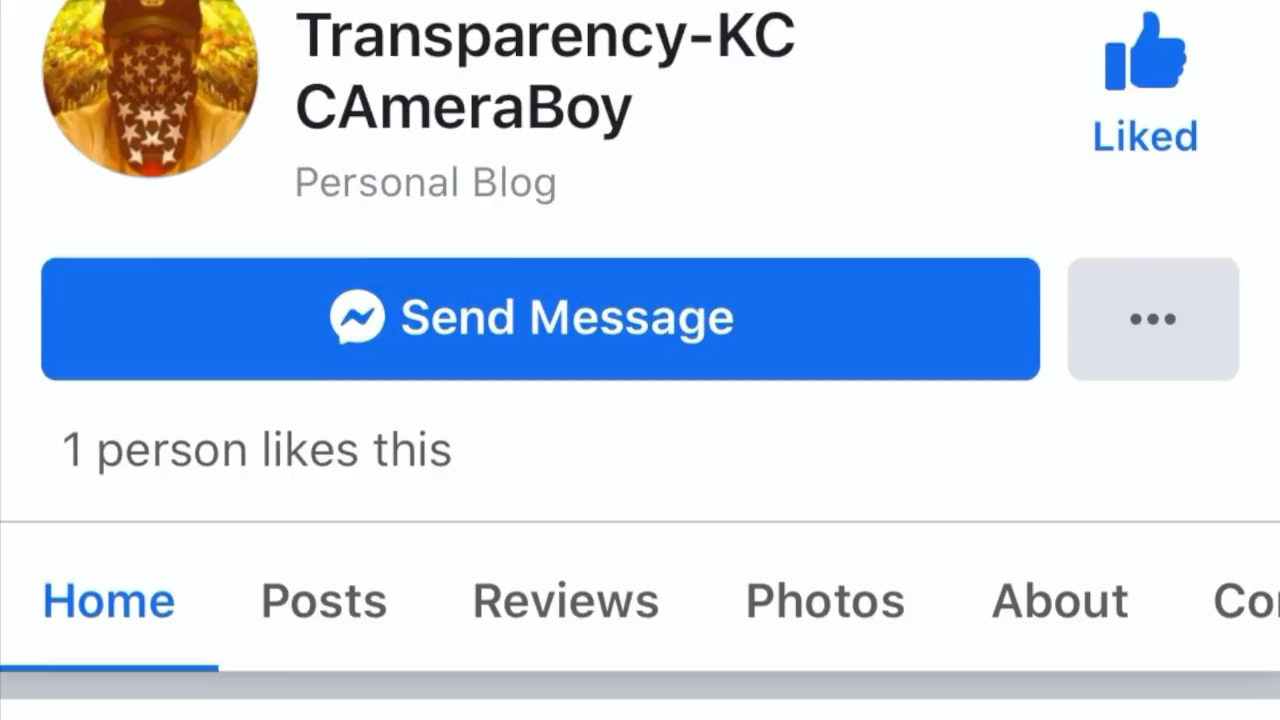 Transparency-KC
CAmeraBoy
Liked
Personal Blog
Send Message
1 person likes this
Home Posts Reviews Photos About